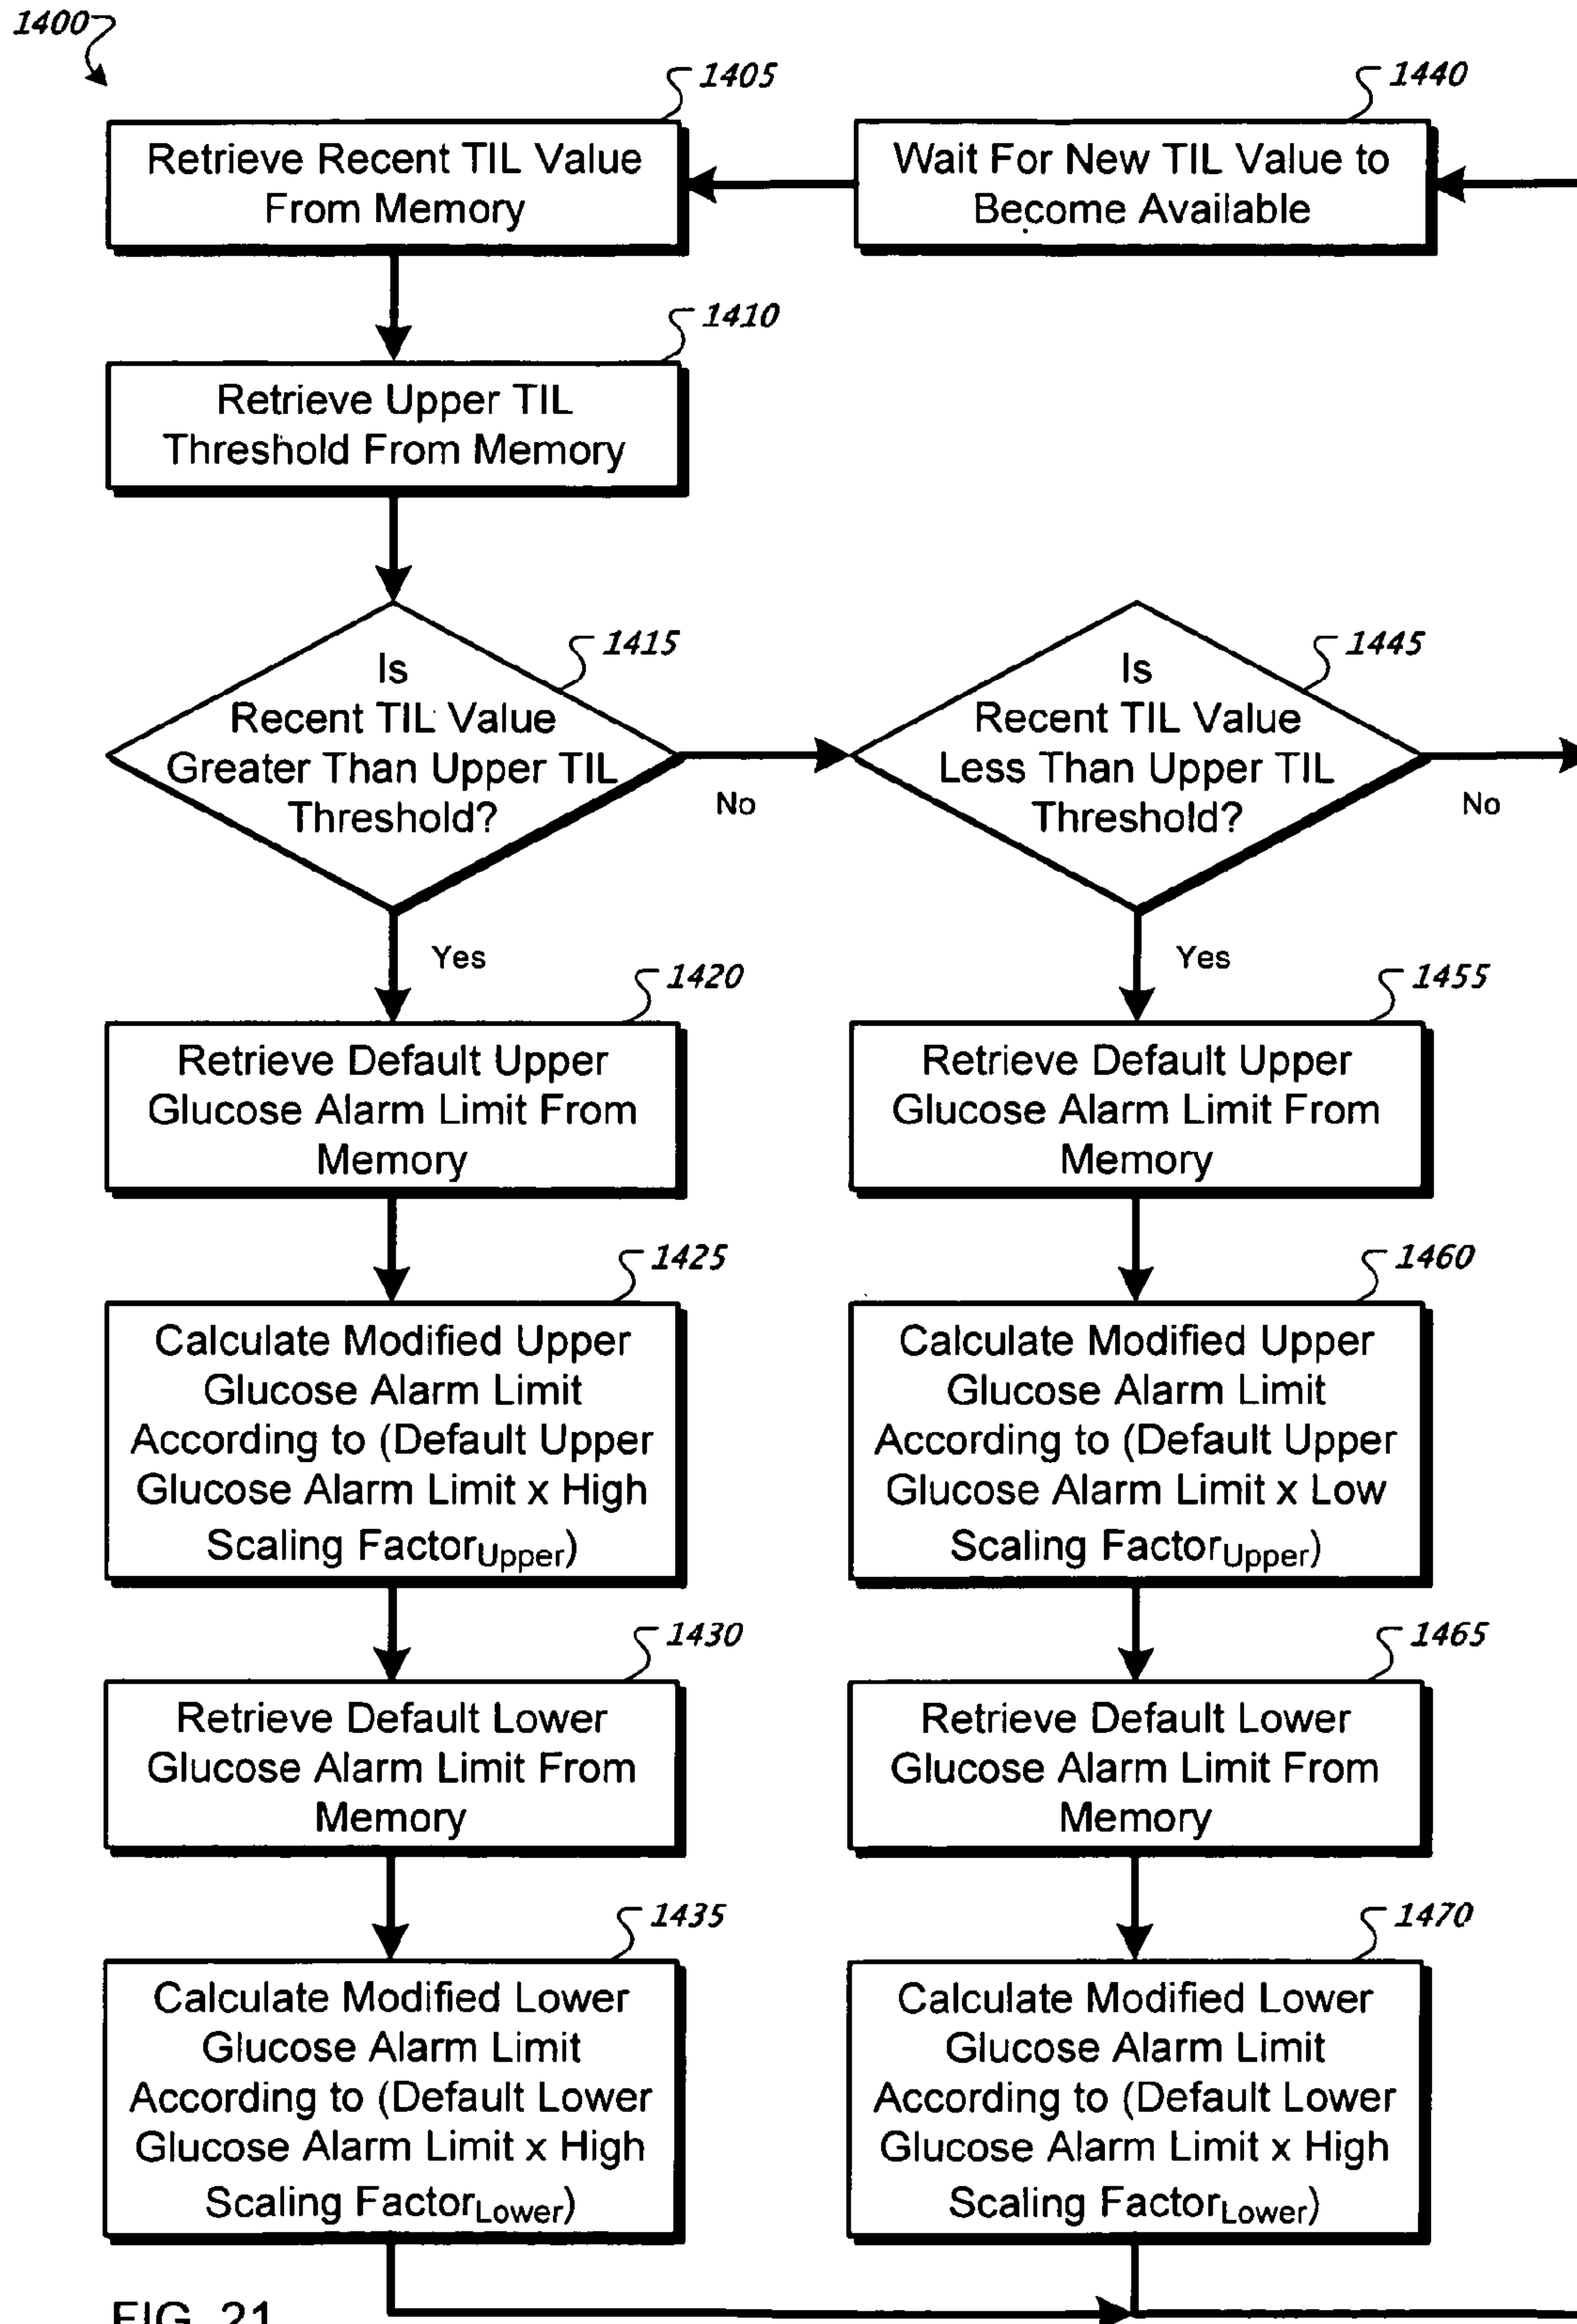 1400
1405
Retrieve Recent TIL Value
From Memory
1440
Wait For New TIL Value to
Become Available
1410
Retrieve Upper TIL
Threshold From Memory
1415
Is
Recent TIL Value
Greater Than Upper TIL
Threshold?
No
Yes
1445
Is
Recent TIL Value
Less Than Upper TIL
Threshold?
No
Yes
1420
Retrieve Default Upper
Glucose Alarm Limit From
Memory
1455
Retrieve Default Upper
Glucose Alarm Limit From
Memory
1425
Calculate Modified Upper
Glucose Alarm Limit
According to (Default Upper
Glucose Alarm Limit x High
Scaling FactorUpper)
1460
Calculate Modified Upper
Glucose Alarm Limit
According to (Default Upper
Glucose Alarm Limit x Low
Scaling FactorUpper)
1430
Retrieve Default Lower
Glucose Alarm Limit From
Memory
1465
Retrieve Default Lower
Glucose Alarm Limit From
Memory
1435
Calculate Modified Lower
Glucose Alarm Limit
According to (Default Lower
Glucose Alarm Limit x High
Scaling FactorLower)
1470
Calculate Modified Lower
Glucose Alarm Limit
According to (Default Lower
Glucose Alarm Limit x High
Scaling FactorLower)
FIG. 21